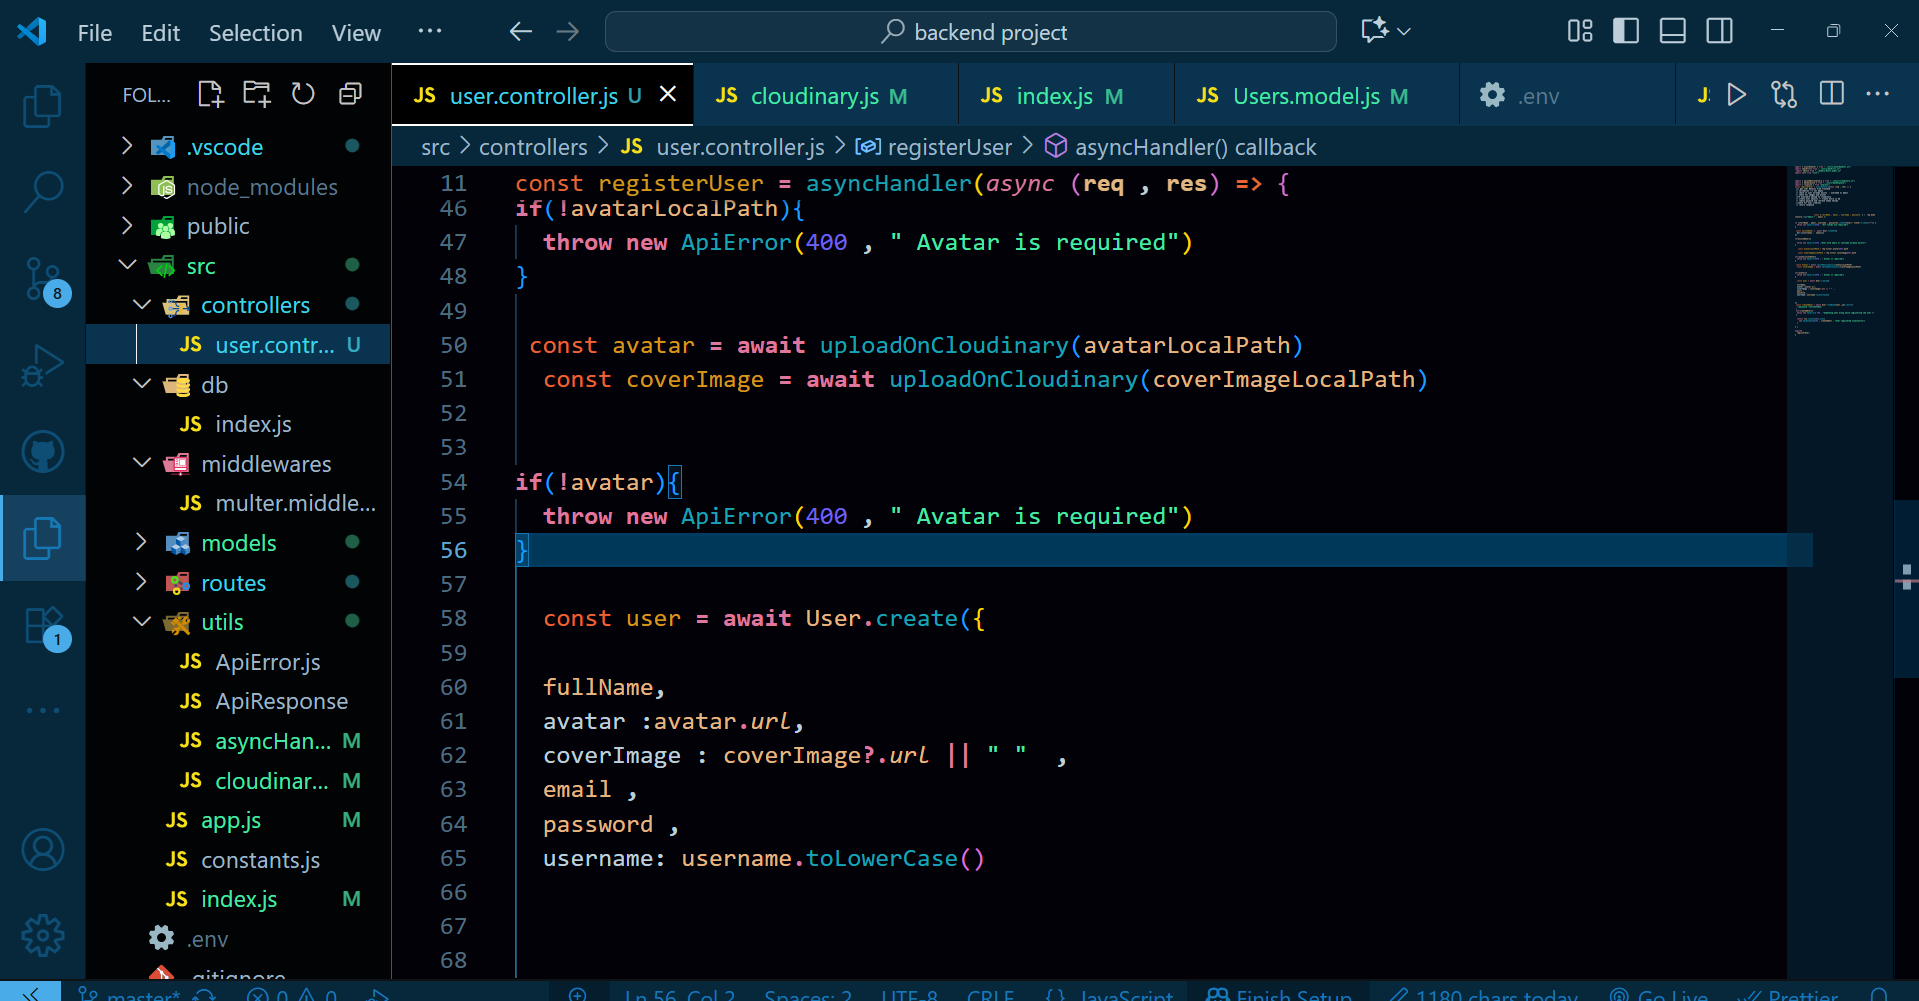 File Edit Selection View ···
backend project
FOL...
.vscode
node_modules
public
src
controllers
JS user.contr... U
db
JS index.js
middlewares
JS multer.middle...
models
routes
utils
JS ApiError.js
JS ApiResponse
JS asyncHan... M
JS cloudinar... M
JS app.js M
JS constants.js
JS index.js M
.env
.gitignore
8
1
JS user.controller.js U
JS cloudinary.js M
JS index.js M
JS Users.model.js M
.env
src > controllers > JS user.controller.js > registerUser > asyncHandler() callback
11 const registerUser = asyncHandler(async (req , res) => {
46 if(!avatarLocalPath){
47 throw new ApiError(400 , " Avatar is required")
48 }
49
50 const avatar = await uploadOnCloudinary(avatarLocalPath)
51 const coverImage = await uploadOnCloudinary(coverImageLocalPath)
52
53
54 if(!avatar){
55 throw new ApiError(400 , " Avatar is required")
56 }
57
58 const user = await User.create({
59
60 fullName,
61 avatar :avatar.url,
62 coverImage : coverImage?.url || " " ,
63 email ,
64 password ,
65 username: username.toLowerCase()
66
67
68
master* 0 0 Ln 56, Col 2 Spaces: 2 UTF-8 CRLF {} JavaScript Finish Setup 1180 chars today Go Live Prettier